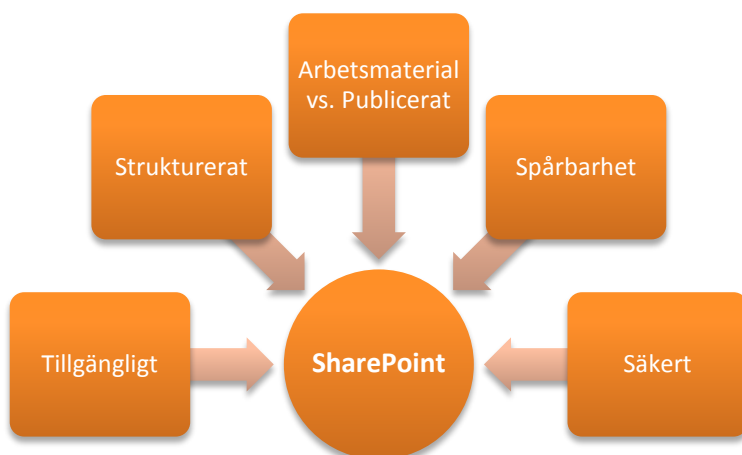 Arbetsmaterial
vs. Publicerat
Strukturerat
Spårbarhet
Tillgängligt
SharePoint
Säkert